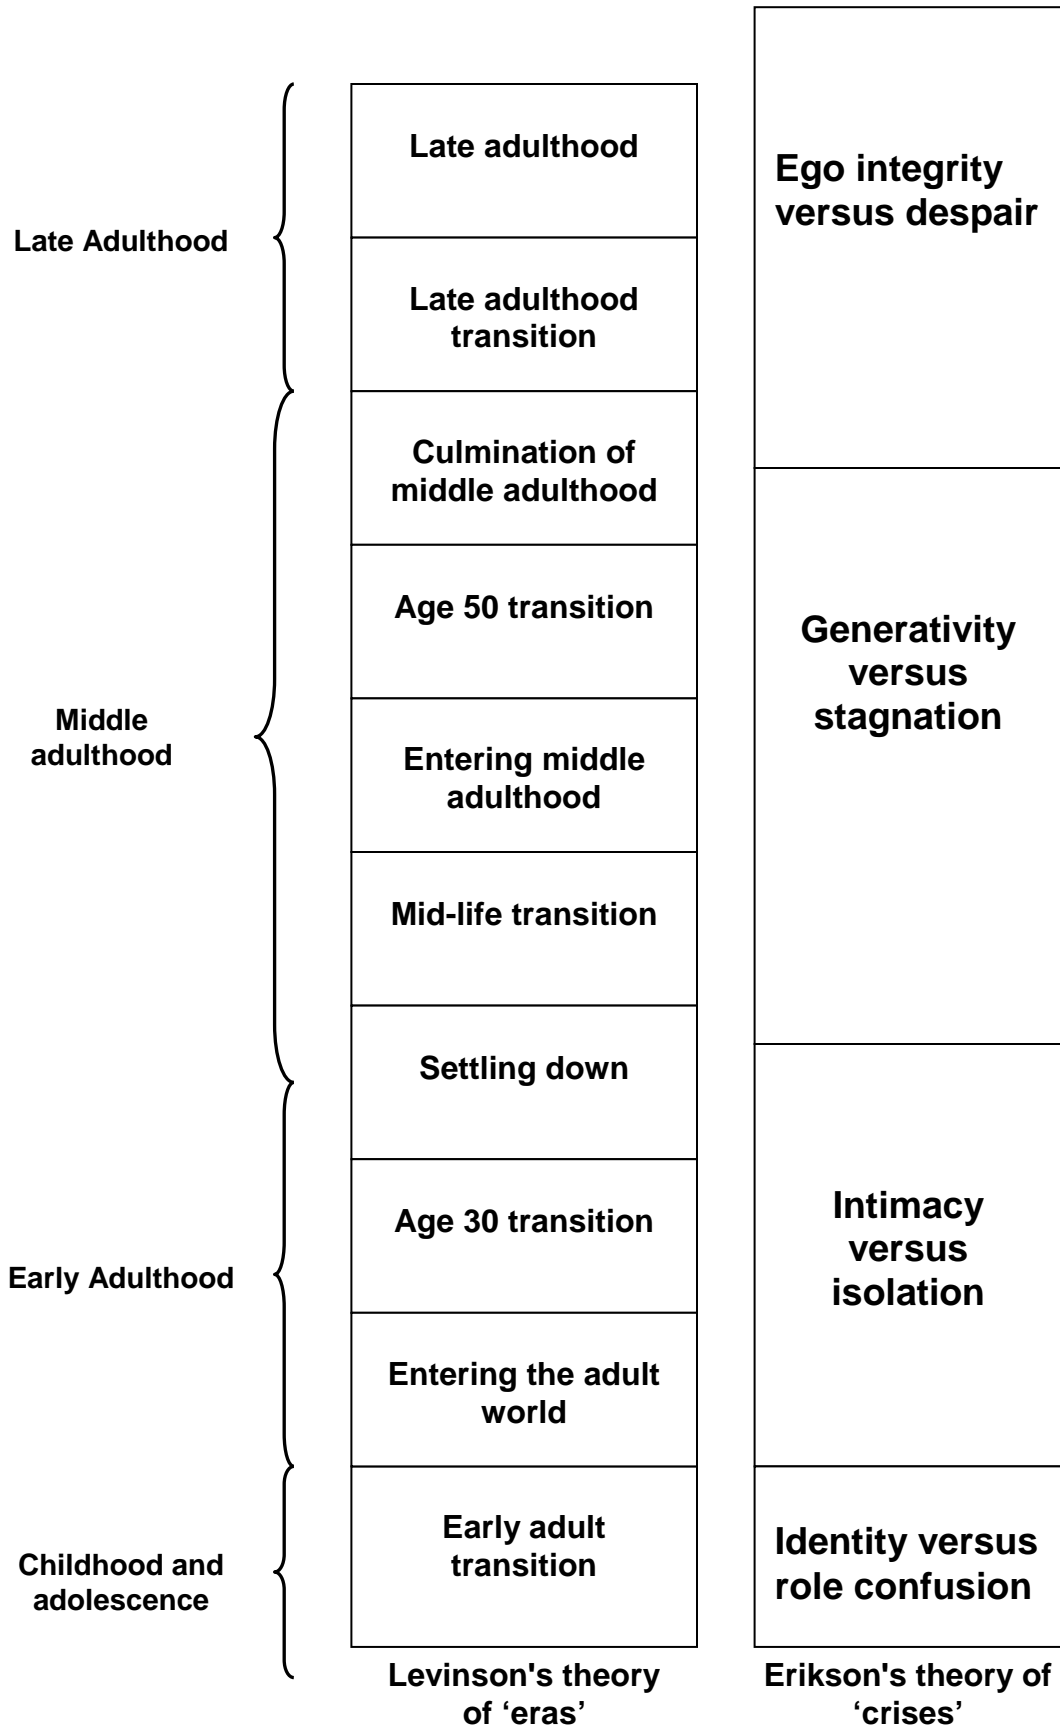 Late Adulthood
Middle
adulthood
Early Adulthood
Childhood and
adolescence
Late adulthood
Late adulthood
transition
Culmination of
middle adulthood
Age 50 transition
Entering middle
adulthood
Mid-life transition
Settling down
Age 30 transition
Entering the adult
world
Early adult
transition
Levinson's theory
of ‘eras’
Ego integrity
versus despair
Generativity
versus
stagnation
Intimacy
versus
isolation
Identity versus
role confusion
Erikson's theory of
‘crises’